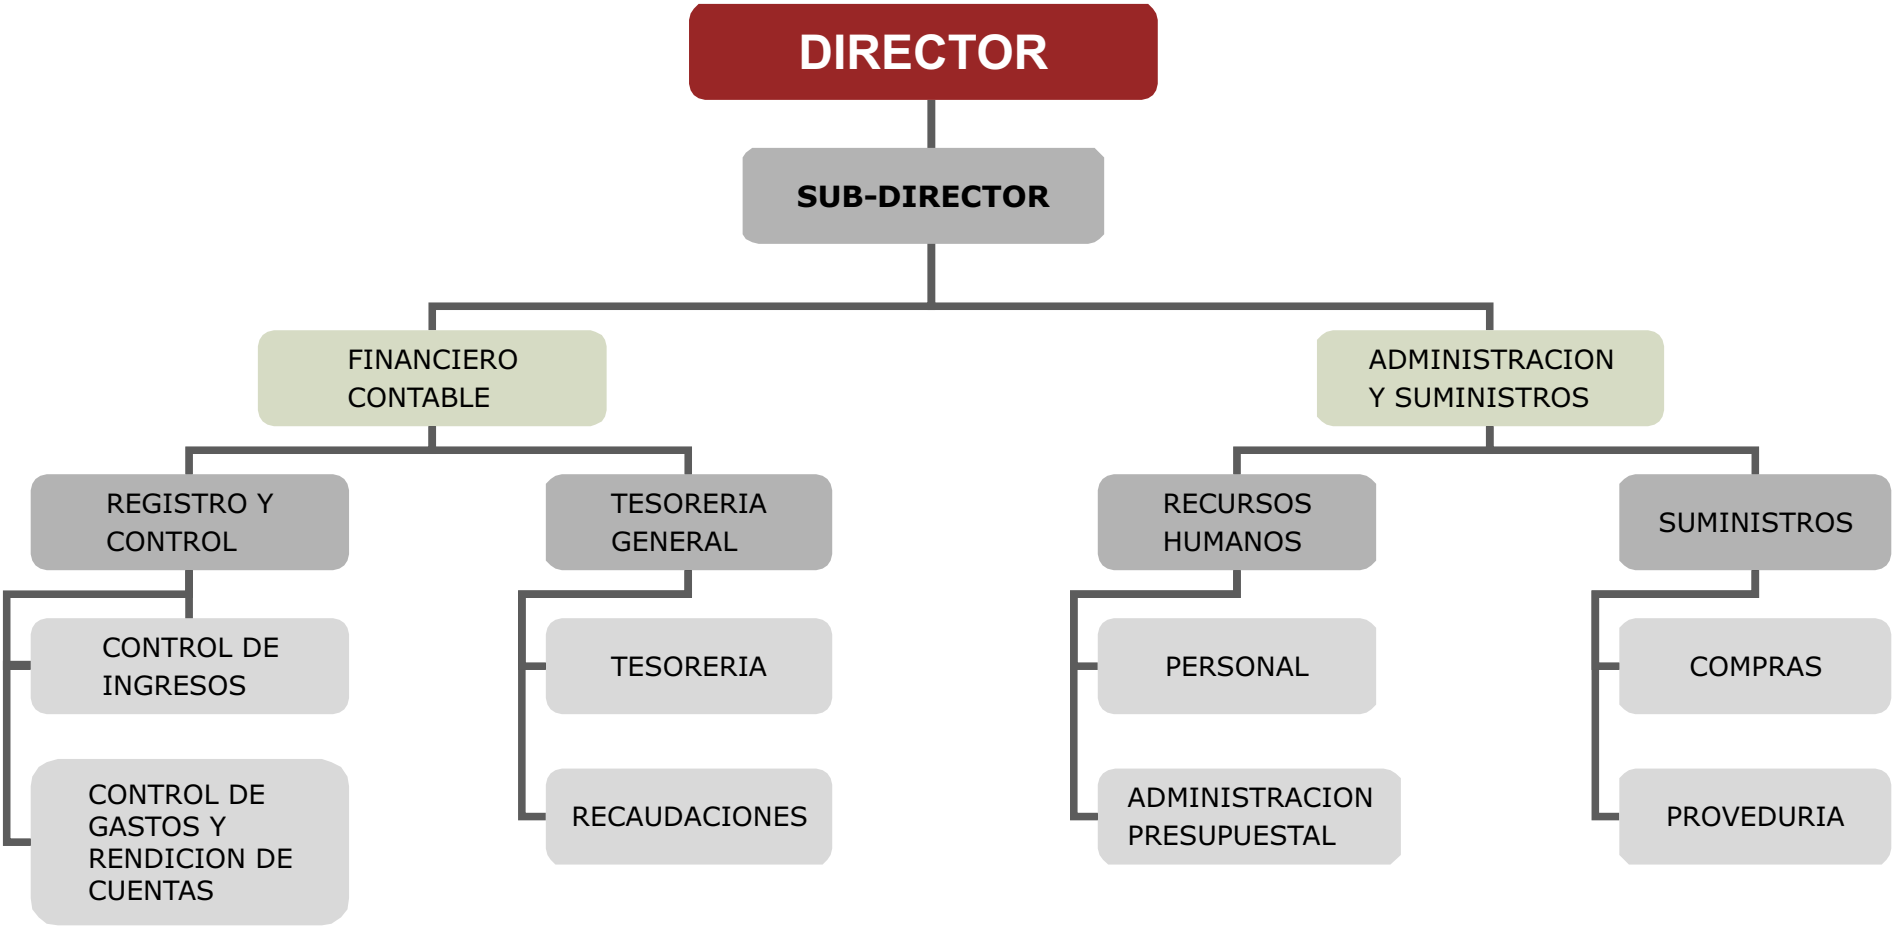 DIRECTOR
SUB-DIRECTOR
FINANCIERO
CONTABLE
ADMINISTRACION
Y SUMINISTROS
REGISTRO Y
CONTROL
TESORERIA
GENERAL
RECURSOS
HUMANOS
SUMINISTROS
CONTROL DE
INGRESOS
TESORERIA
PERSONAL
COMPRAS
CONTROL DE
GASTOS Y
RENDICION DE
CUENTAS
RECAUDACIONES
ADMINISTRACION
PRESUPUESTAL
PROVEDURIA